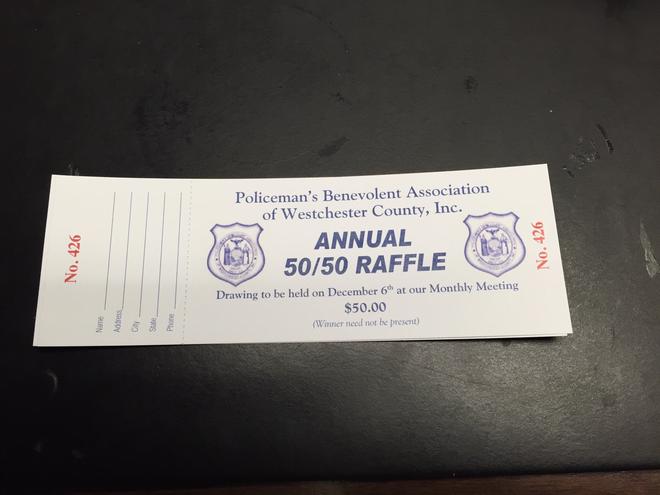 No. 426
Name
Address
City
State
Phone
Policeman's Benevolent Association
of Westchester County, Inc.
ANNUAL
50/50 RAFFLE
Drawing to be held on December 6th at our Monthly Meeting
$50.00
(Winner need not be present)
No. 426